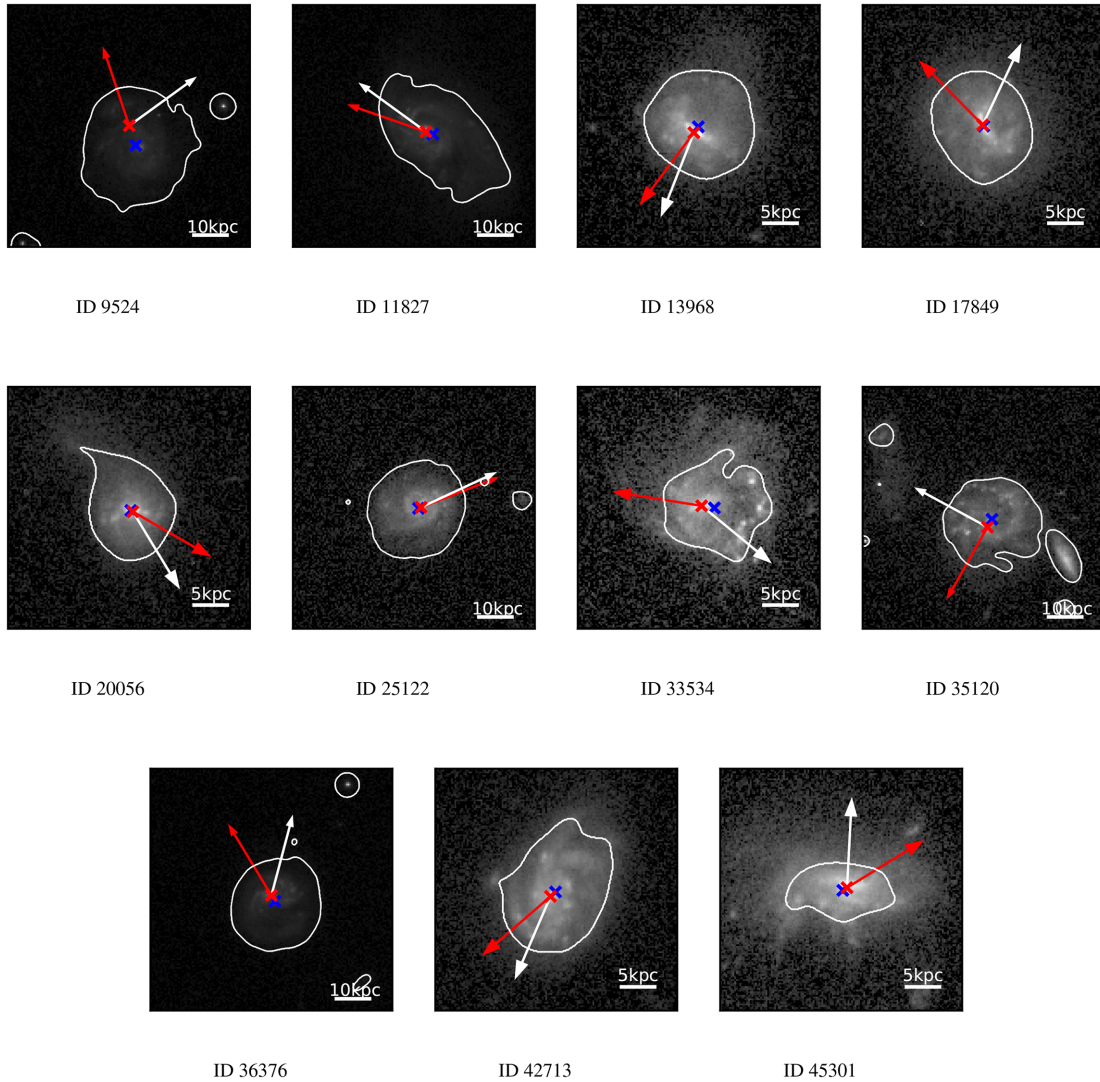 10kpc
10kpc
5kpc
5kpc
ID 9524
ID 11827
ID 13968
ID 17849
5kpc
10kpc
5kpc
10kpc
ID 20056
ID 25122
ID 33534
ID 35120
10kpc
5kpc
5kpc
ID 36376
ID 42713
ID 45301